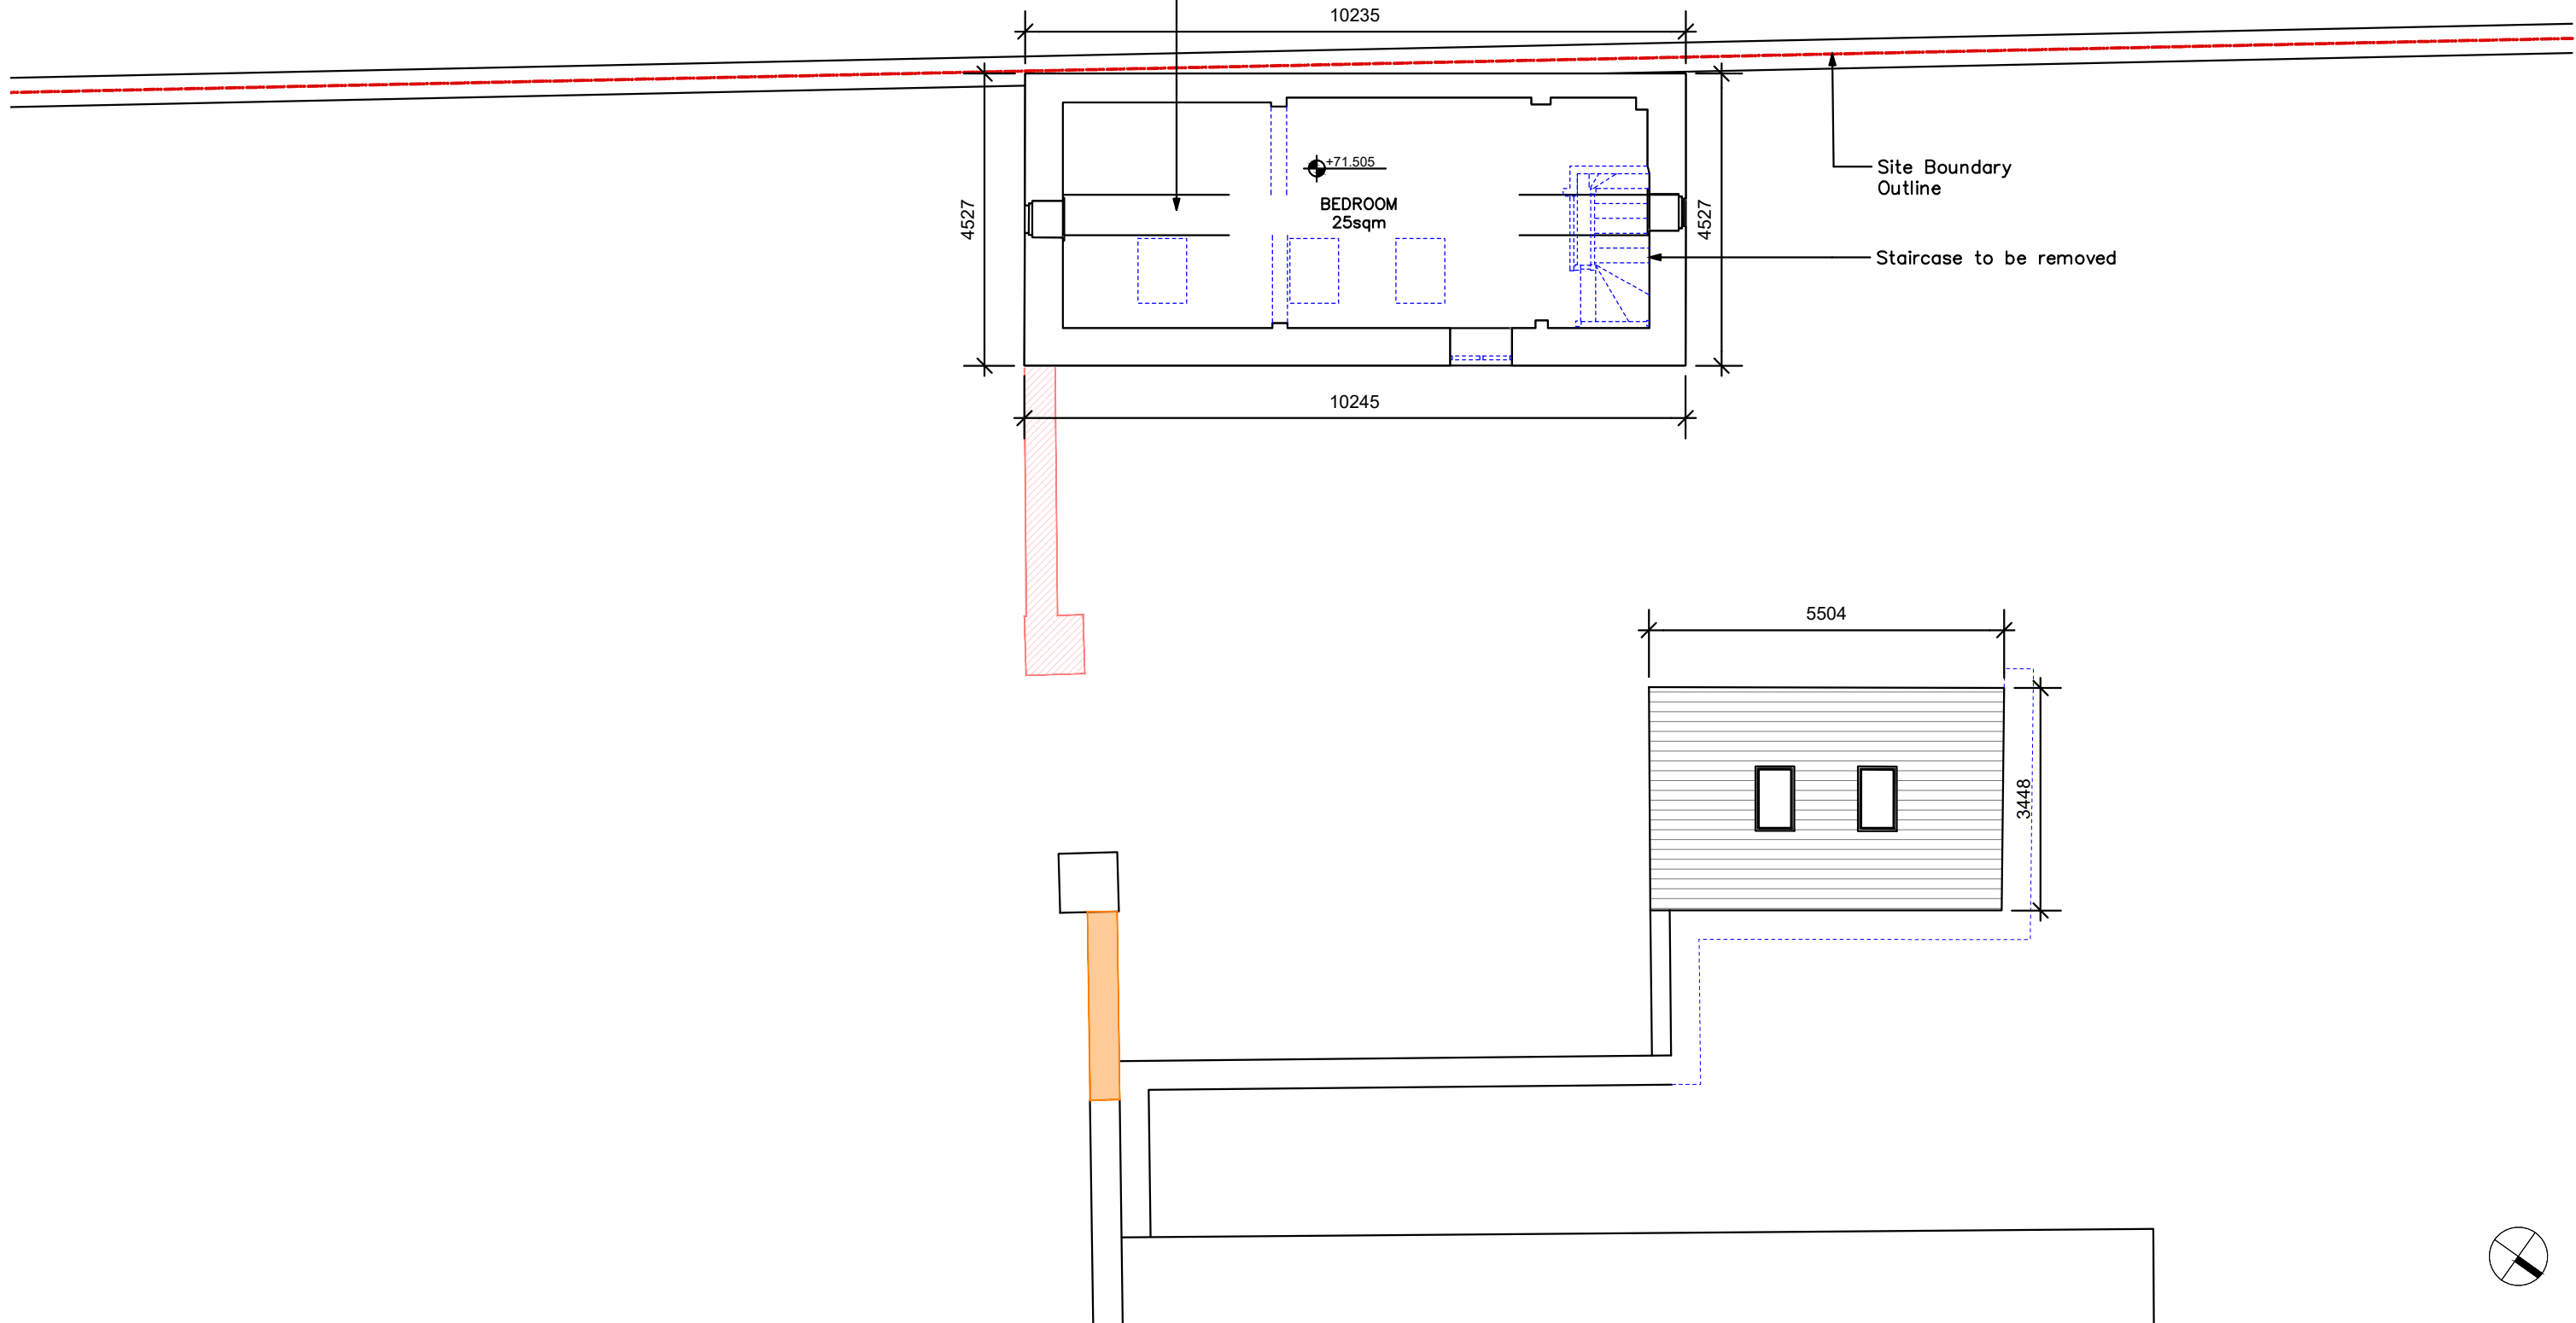 10235
Site Boundary
Outline
+71.505
4527
BEDROOM
25sqm
4527
Staircase to be removed
10245
5504
3448